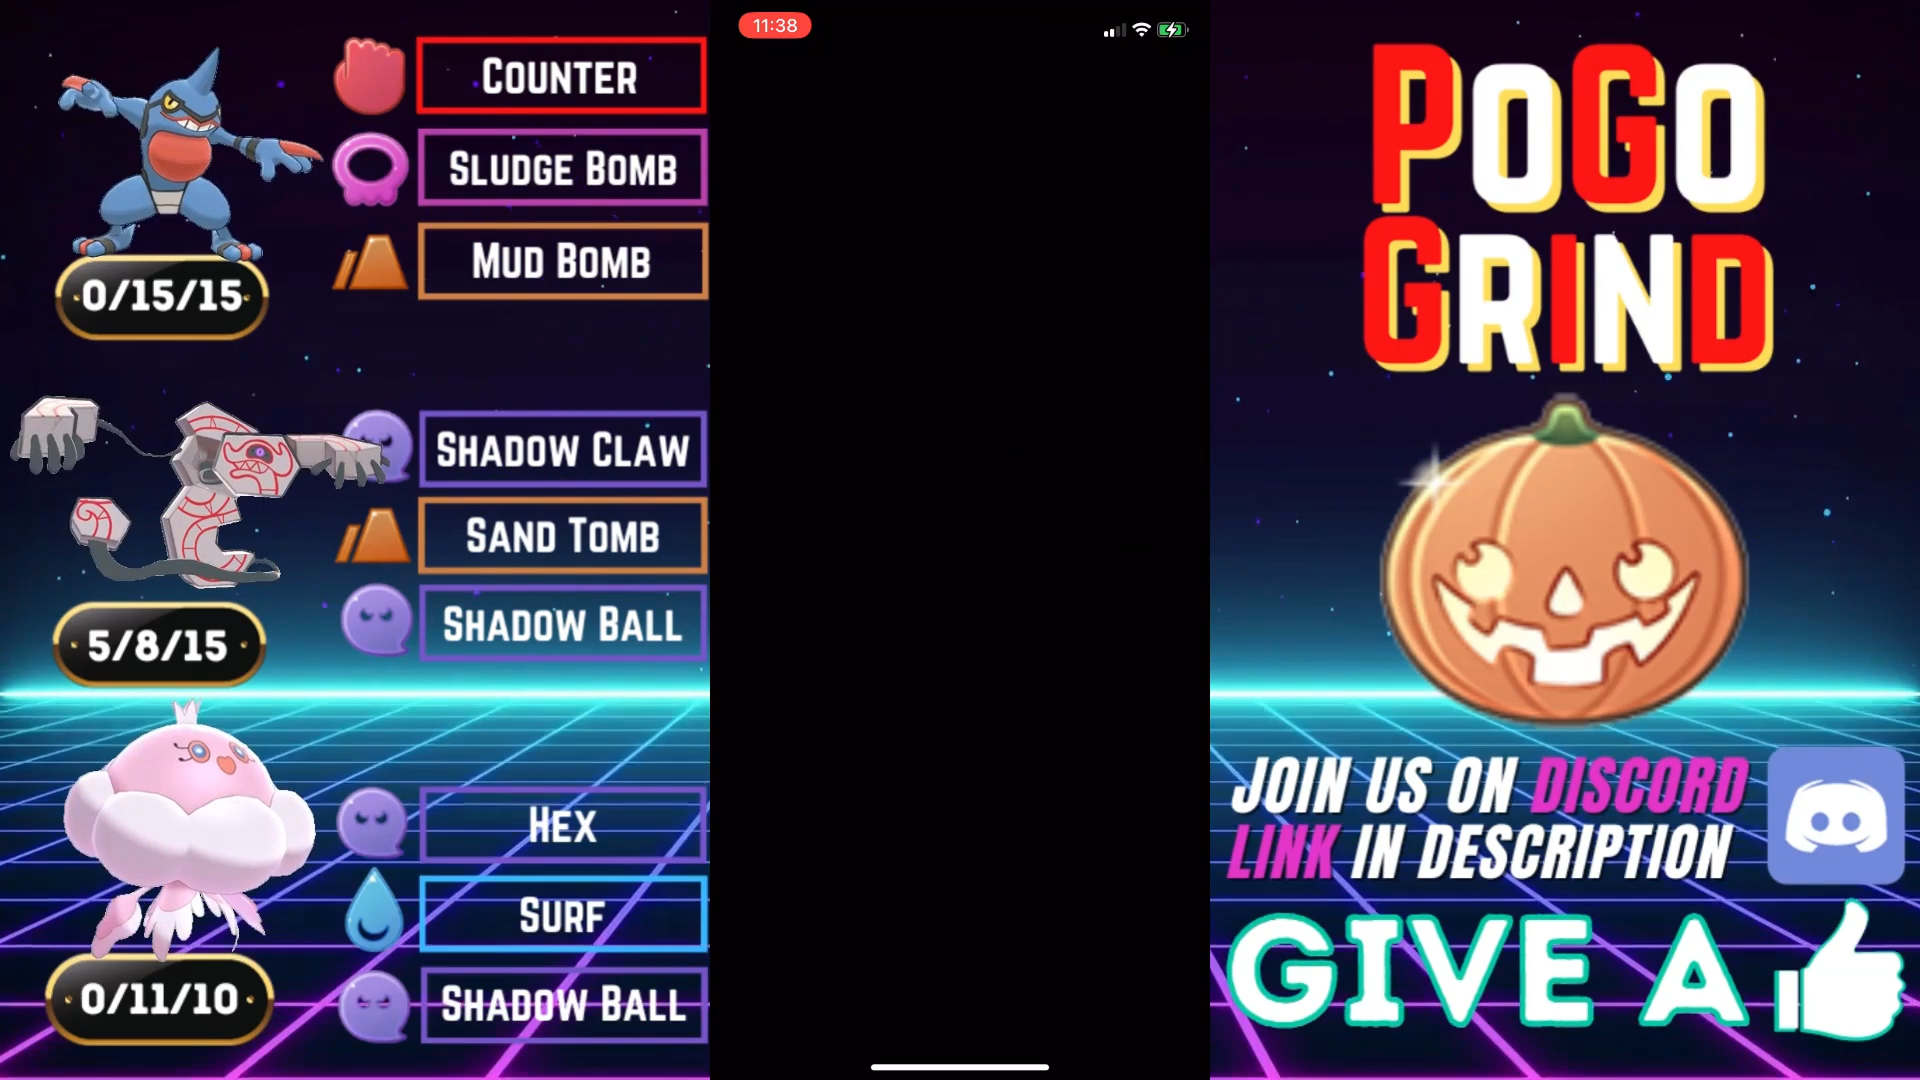 COUNTER
SLUDGE BOMB
MUD BOMB
0/15/15
SHADOW CLAW
SAND TOMB
SHADOW BALL
5/8/15
HEX
SURF
SHADOW BALL
0/11/10
11:38
POGO
GRIND
JOIN US ON DISCORD
LINK IN DESCRIPTION
GIVE A